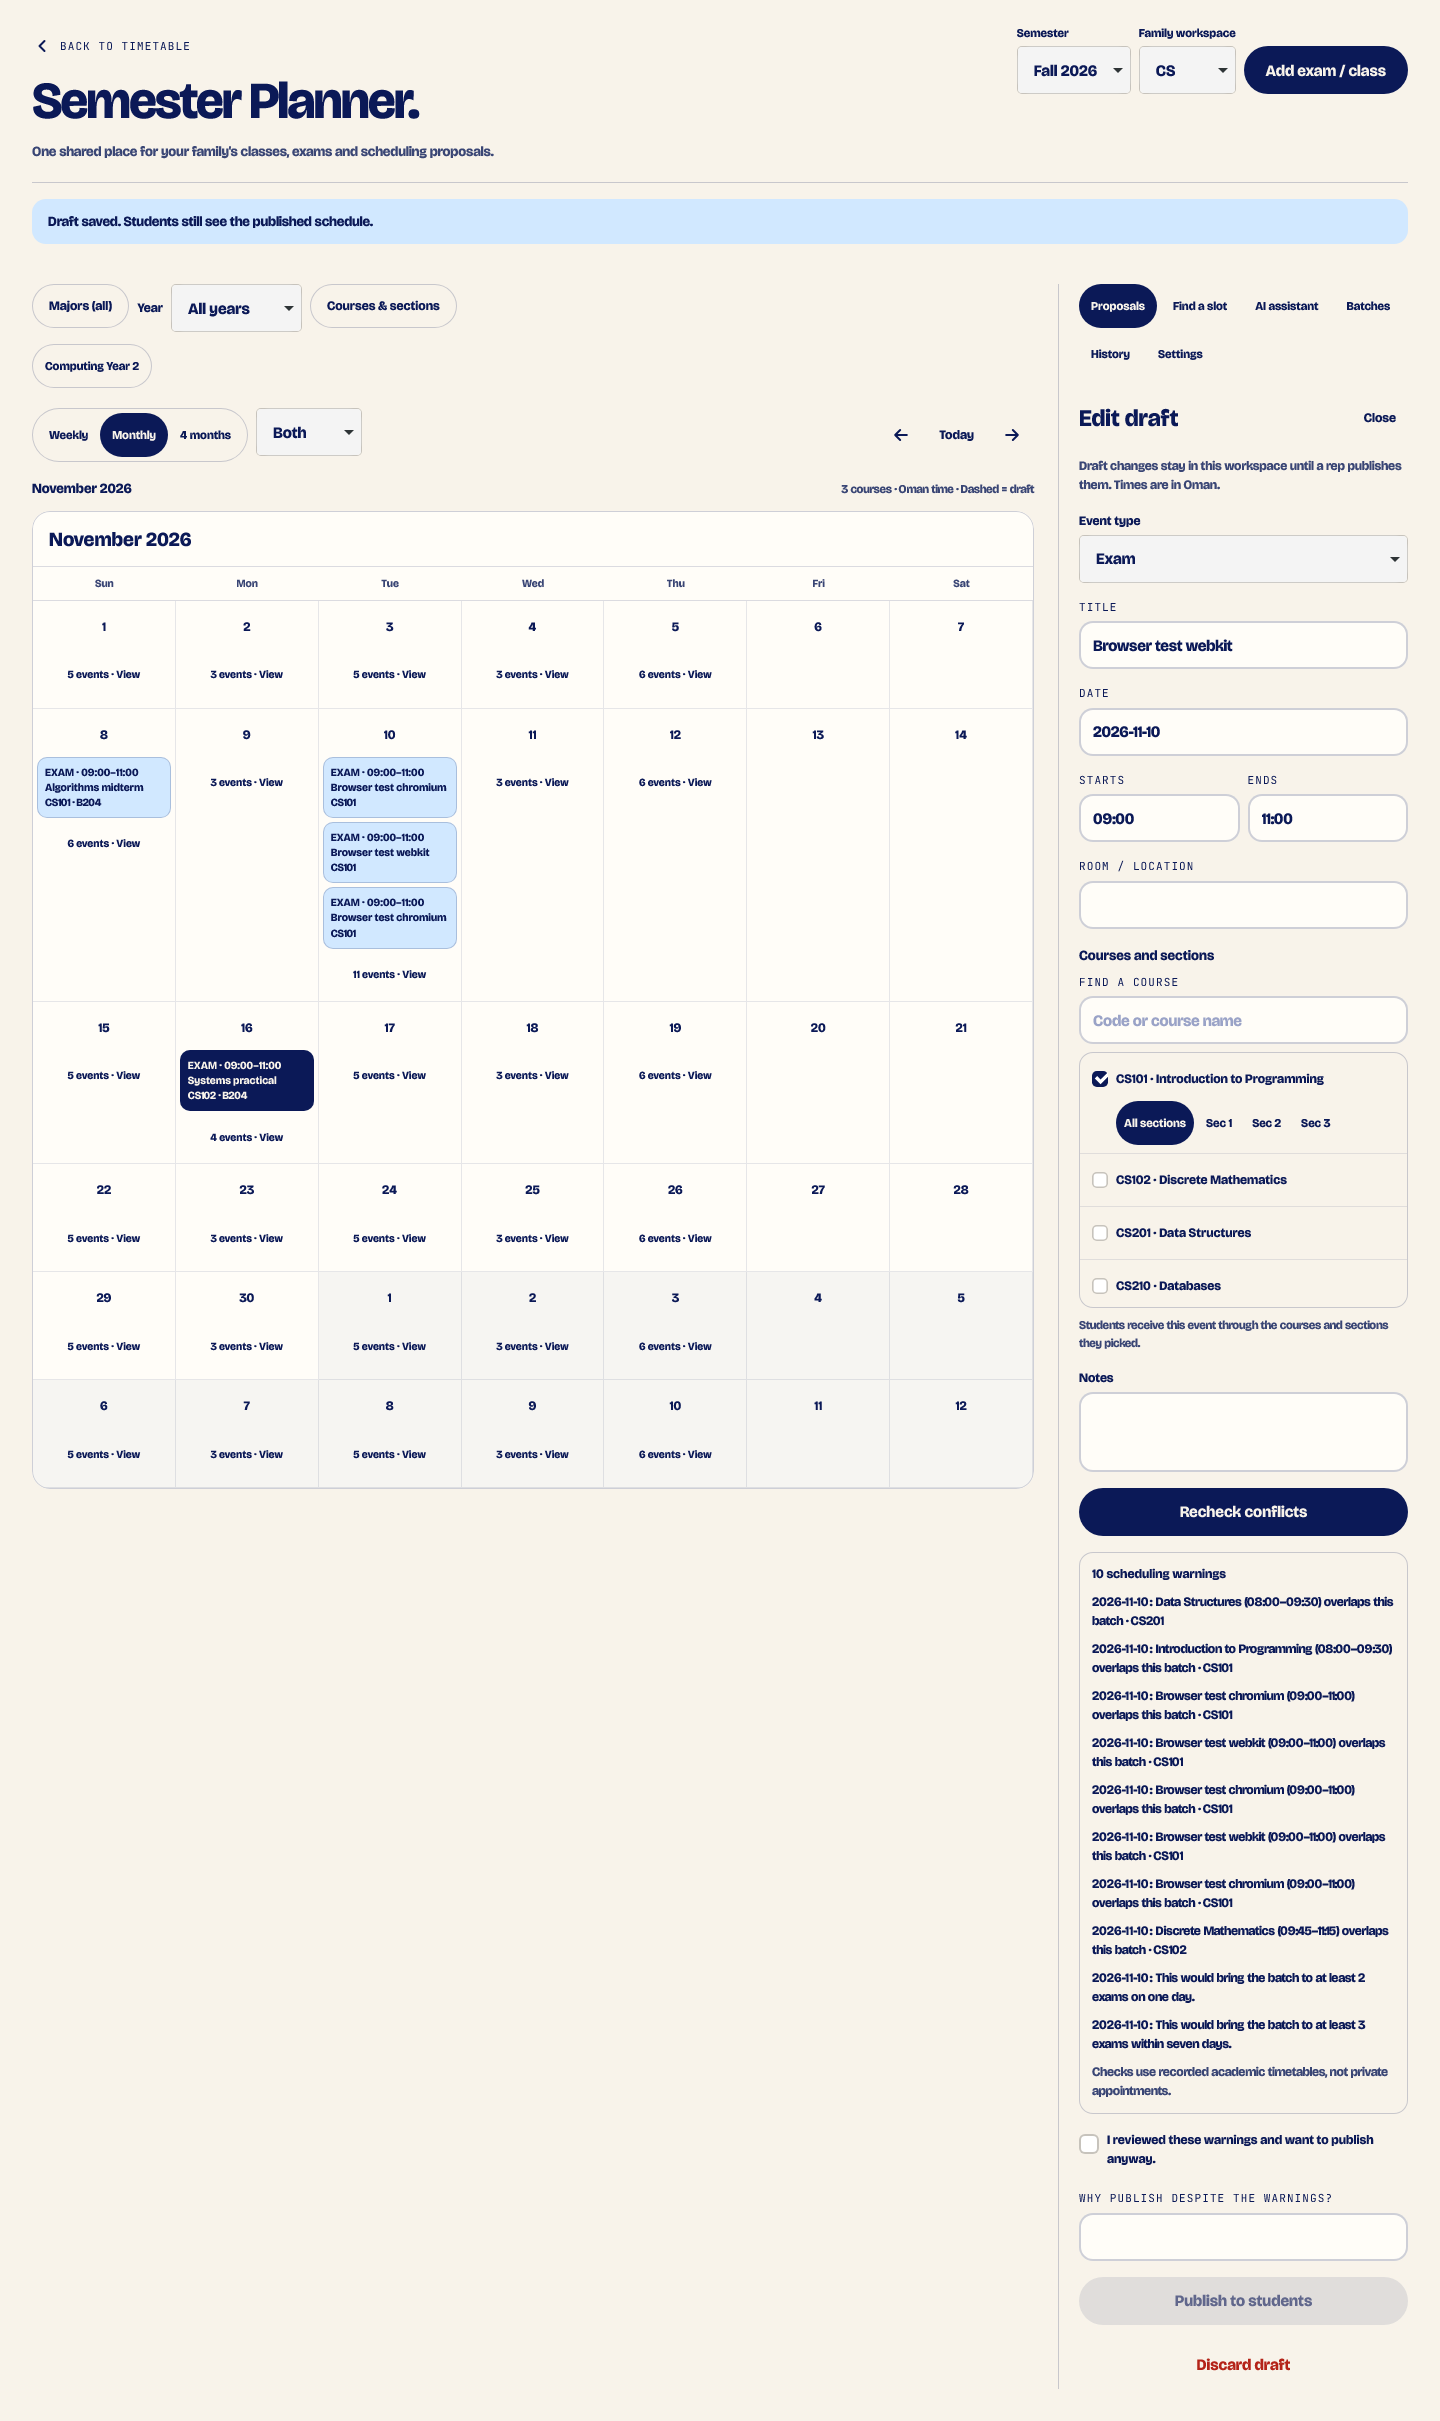 BACK TO TIMETABLE
Semester Planner.
One shared place for your family's classes, exams and scheduling proposals.
Semester
Family workspace
Fall 2026
CS
Add exam / class
Draft saved. Students still see the published schedule.
Majors (all)
Year
All years
Courses & sections
Computing Year 2
Weekly
Monthly
4 months
Both
Today
November 2026
3 courses · Oman time · Dashed = draft
November 2026
Sun Mon Tue Wed Thu Fri Sat
1 2 3 4 5 6 7
5 events · View 3 events · View 5 events · View 3 events · View 6 events · View
8 9 10 11 12 13 14
EXAM · 09:00–11:00
Algorithms midterm
CS101 · B204
6 events · View
3 events · View
EXAM · 09:00–11:00
Browser test chromium
CS101
EXAM · 09:00–11:00
Browser test webkit
CS101
EXAM · 09:00–11:00
Browser test chromium
CS101
11 events · View
3 events · View
6 events · View
15 16 17 18 19 20 21
5 events · View
EXAM · 09:00–11:00
Systems practical
CS102 · B204
4 events · View
5 events · View
3 events · View
6 events · View
22 23 24 25 26 27 28
5 events · View 3 events · View 5 events · View 3 events · View 6 events · View
29 30 1 2 3 4 5
5 events · View 3 events · View 5 events · View 3 events · View 6 events · View
6 7 8 9 10 11 12
5 events · View 3 events · View 5 events · View 3 events · View 6 events · View
Proposals
Find a slot
AI assistant
Batches
History
Settings
Edit draft
Close
Draft changes stay in this workspace until a rep publishes
them. Times are in Oman.
Event type
Exam
TITLE
Browser test webkit
DATE
2026-11-10
STARTS
ENDS
09:00
11:00
ROOM / LOCATION
Courses and sections
FIND A COURSE
Code or course name
CS101 · Introduction to Programming
All sections
Sec 1
Sec 2
Sec 3
CS102 · Discrete Mathematics
CS201 · Data Structures
CS210 · Databases
Students receive this event through the courses and sections
they picked.
Notes
Recheck conflicts
10 scheduling warnings
2026-11-10: Data Structures (08:00–09:30) overlaps this
batch · CS201
2026-11-10: Introduction to Programming (08:00–09:30)
overlaps this batch · CS101
2026-11-10: Browser test chromium (09:00–11:00)
overlaps this batch · CS101
2026-11-10: Browser test webkit (09:00–11:00) overlaps
this batch · CS101
2026-11-10: Browser test chromium (09:00–11:00)
overlaps this batch · CS101
2026-11-10: Browser test webkit (09:00–11:00) overlaps
this batch · CS101
2026-11-10: Browser test chromium (09:00–11:00)
overlaps this batch · CS101
2026-11-10: Discrete Mathematics (09:45–11:15) overlaps
this batch · CS102
2026-11-10: This would bring the batch to at least 2
exams on one day.
2026-11-10: This would bring the batch to at least 3
exams within seven days.
Checks use recorded academic timetables, not private
appointments.
I reviewed these warnings and want to publish
anyway.
WHY PUBLISH DESPITE THE WARNINGS?
Publish to students
Discard draft